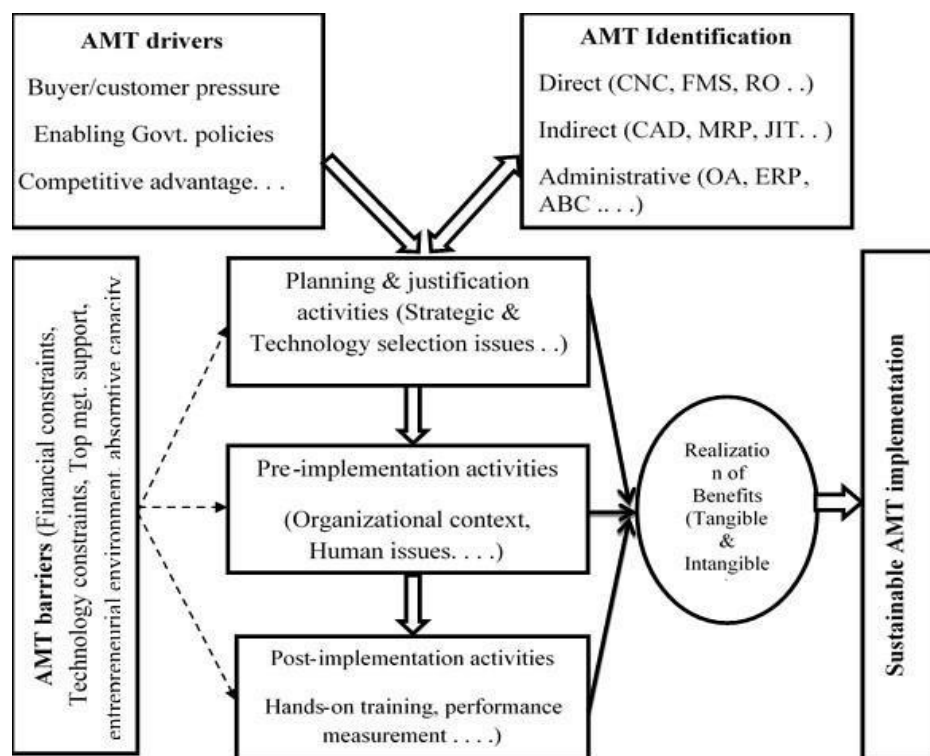 AMT drivers
Buyer/customer pressure
Enabling Govt. policies
Competitive advantage. . .
AMT Identification
Direct (CNC, FMS, RO . .)
Indirect (CAD, MRP, JIT. . )
Administrative (OA, ERP,
ABC .. . .)
AMT barriers (Financial constraints,
Technology constraints, Top mgt. support,
entrepreneurial environment, absorptive capacity
Planning & justification
activities (Strategic &
Technology selection issues . .)
Pre-implementation activities
(Organizational context,
Human issues. . . .)
Post-implementation activities
Hands-on training, performance
measurement . . . .)
Realizatio
n of
Benefits
(Tangible
&
Intangible
Sustainable AMT implementation